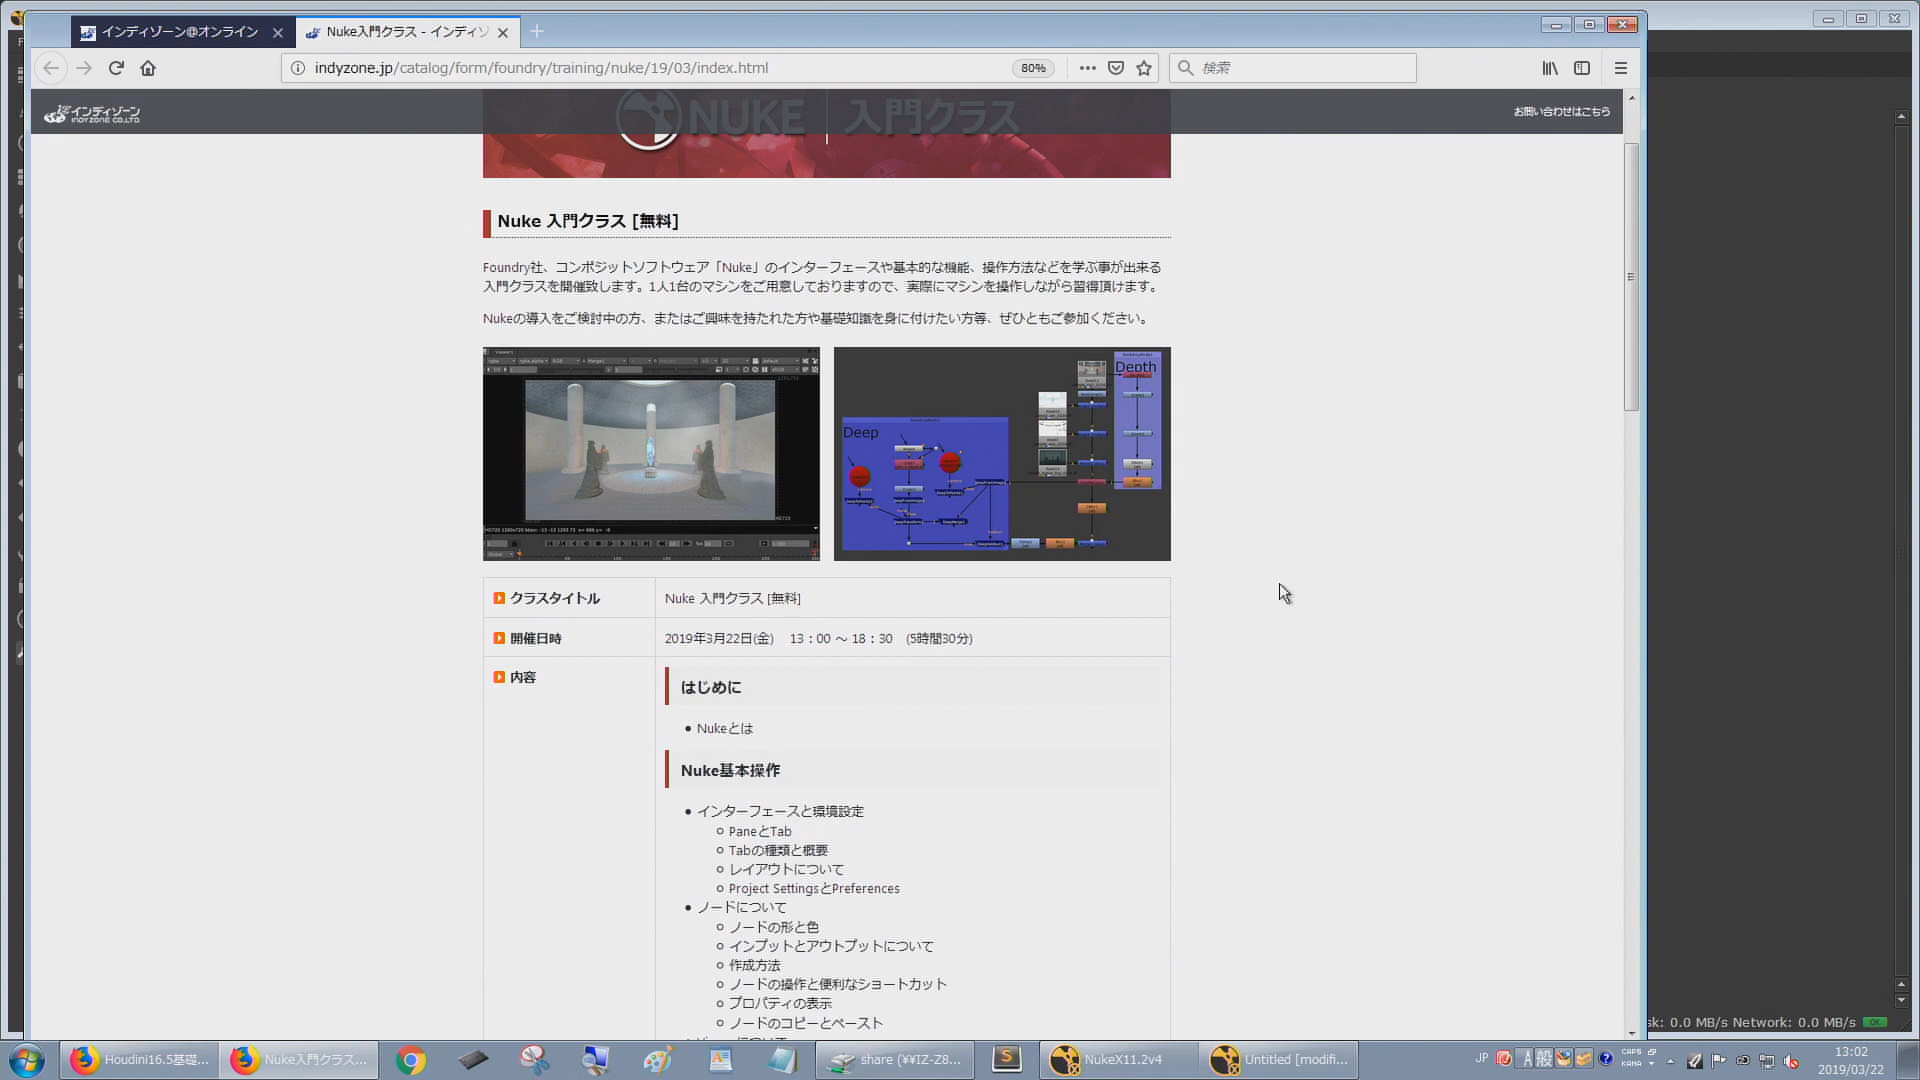 インディゾーン@オンライン
Nuke入門クラス - インディゾ
indyzone.jp/catalog/form/foundry/training/nuke/19/03/index.html
80%
検索
インディゾーン
INDYZONE CO.,LTD.
NUKE 入門クラス
お問い合わせはこちら
Nuke 入門クラス [無料]
Foundry社、コンポジットソフトウェア「Nuke」のインターフェースや基本的な機能、操作方法などを学ぶ事が出来る
入門クラスを開催致します。1人1台のマシンをご用意しておりますので、実際にマシンを操作しながら習得頂けます。
Nukeの導入をご検討中の方、またはご興味を持たれた方や基礎知識を身に付けたい方等、ぜひともご参加ください。
Depth
Deep
クラスタイトル
Nuke 入門クラス [無料]
開催日時
2019年3月22日(金) 13：00 ～ 18：30 (5時間30分)
内容
はじめに
Nukeとは
Nuke基本操作
インターフェースと環境設定
PaneとTab
Tabの種類と概要
レイアウトについて
Project SettingsとPreferences
ノードについて
ノードの形と色
インプットとアウトプットについて
作成方法
ノードの操作と便利なショートカット
プロパティの表示
ノードのコピーとペースト
sk: 0.0 MB/s Network: 0.0 MB/s
Houdini16.5基礎...
Nuke入門クラス...
share (¥¥IZ-Z8...
NukeX11.2v4
Untitled [modifi...
JP
A 般
CAPS
KANA
13:02
2019/03/22